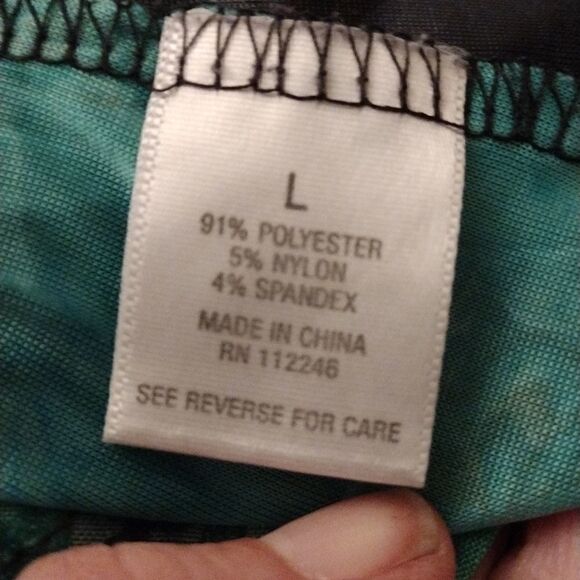 L
91% POLYESTER
5% NYLON
4% SPANDEX
MADE IN CHINA
RN 112246
SEE REVERSE FOR CARE